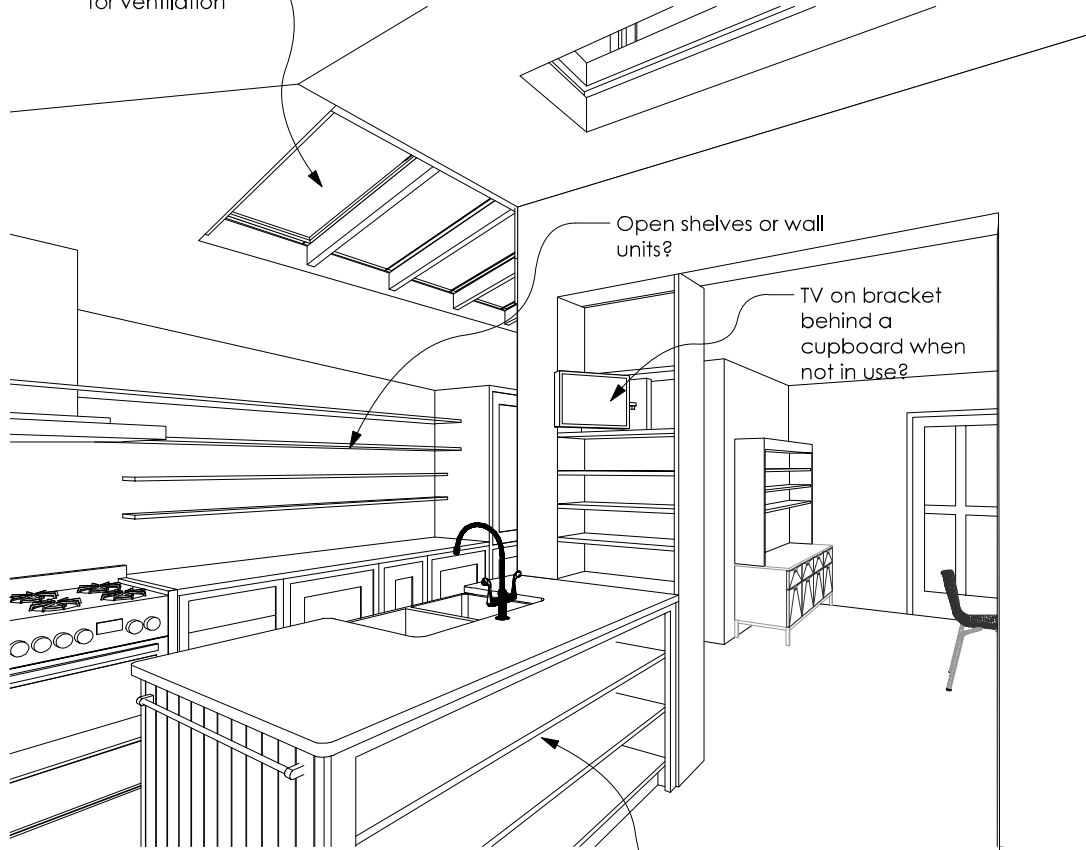 for ventilation
Open shelves or wall
units?
TV on bracket
behind a
cupboard when
not in use?